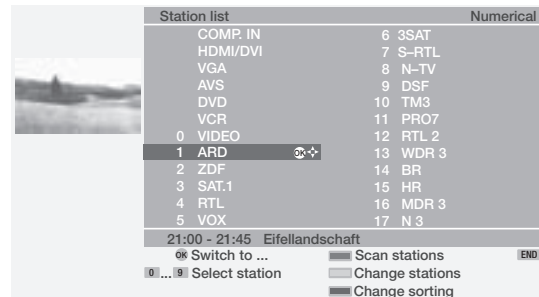 Station list Numerical
COMP. IN
HDMI/DVI
VGA
AVS
DVD
VCR
0 VIDEO
1 ARD OK
2 ZDF
3 SAT.1
4 RTL
5 VOX
6 3SAT
7 S–RTL
8 N–TV
9 DSF
10 TM3
11 PRO7
12 RTL 2
13 WDR 3
14 BR
15 HR
16 MDR 3
17 N 3
21:00 - 21:45 Eifellandschaft
OK Switch to ... Scan stations END
0 ... 9 Select station Change stations
Change sorting